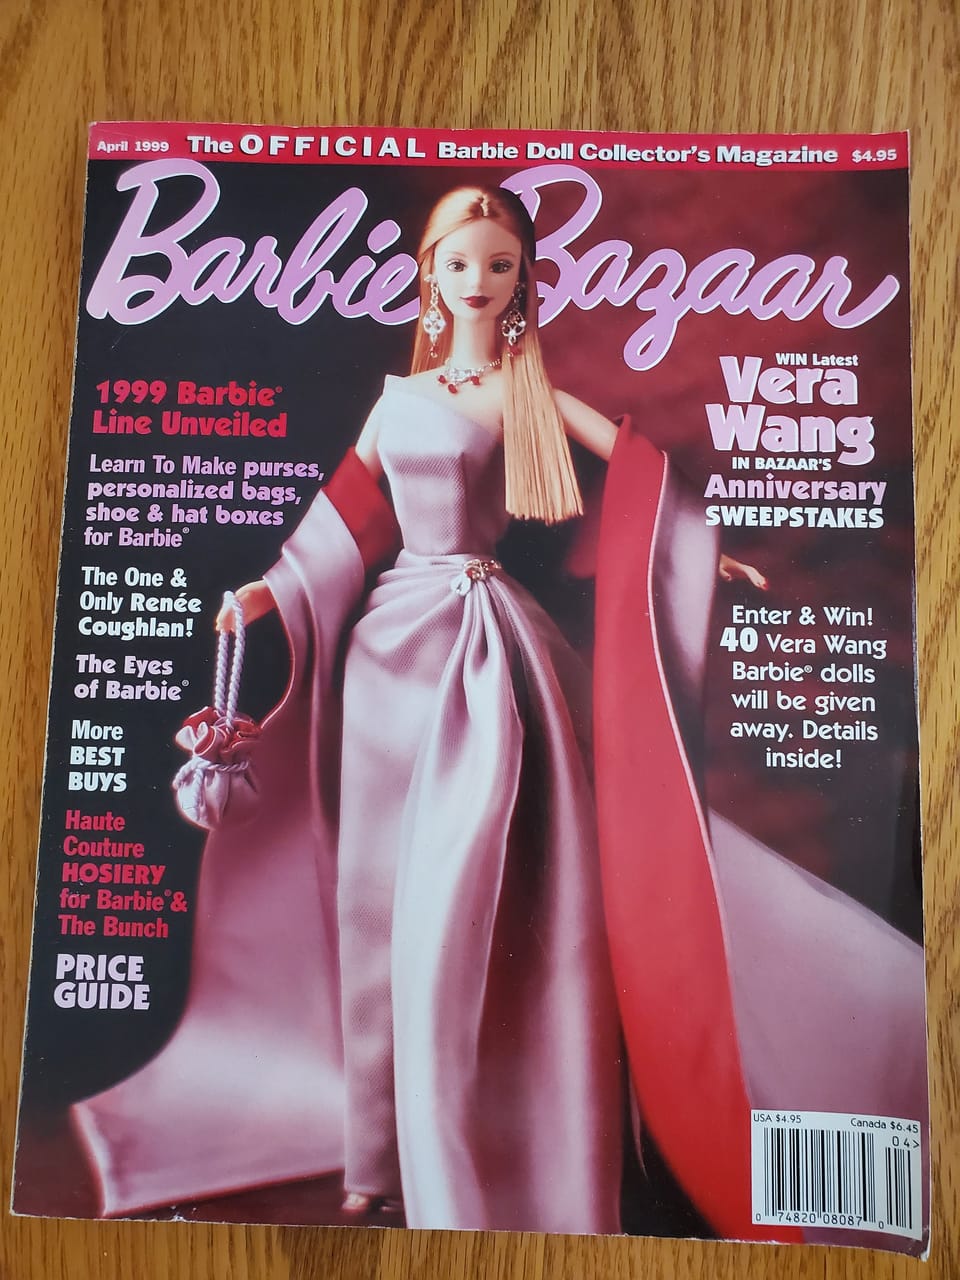 April 1999 The OFFICIAL Barbie Doll Collector's Magazine $4.95
Barbie Bazaar
1999 Barbie®
Line Unveiled
Learn To Make purses,
personalized bags,
shoe & hat boxes
for Barbie®
The One &
Only Renée
Coughlan!
The Eyes
of Barbie®
More
BEST
BUYS
Haute
Couture
HOSIERY
for Barbie® &
The Bunch
PRICE
GUIDE
WIN Latest
Vera
Wang
IN BAZAAR'S
Anniversary
SWEEPSTAKES
Enter & Win!
40 Vera Wang
Barbie® dolls
will be given
away. Details
inside!
USA $4.95 Canada $6.45
04>
0 74820 08087 0